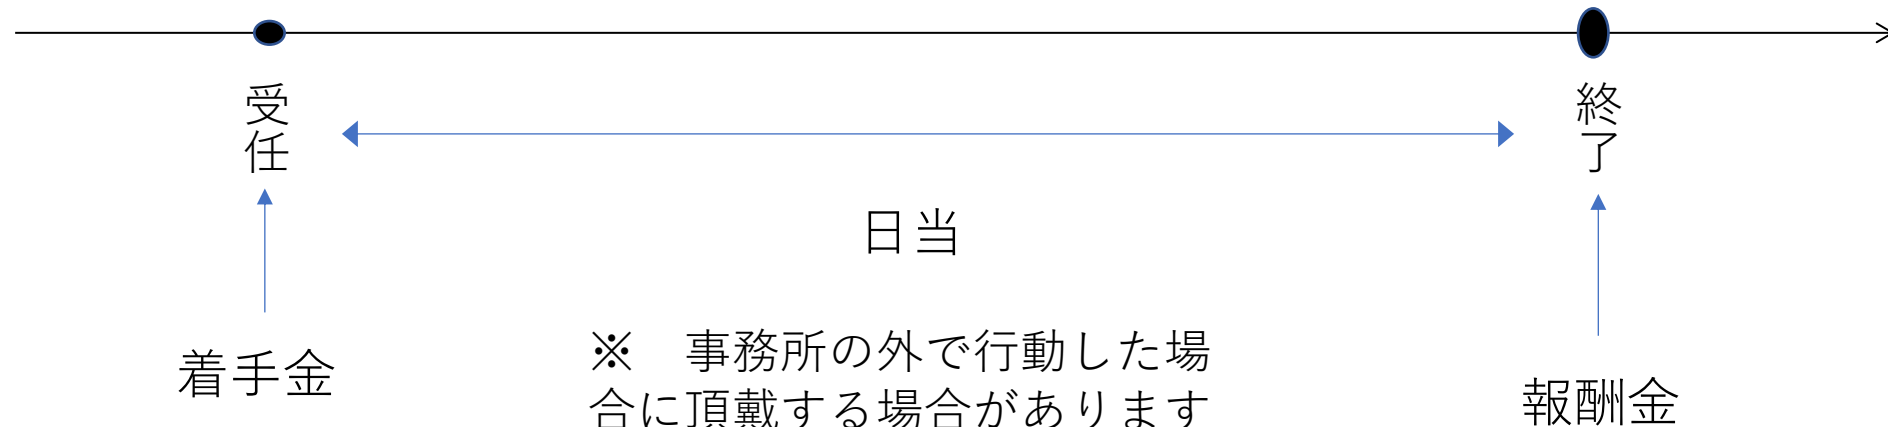 受任
終了
日当
着手金
※　事務所の外で行動した場
合に頂戴する場合があります
報酬金